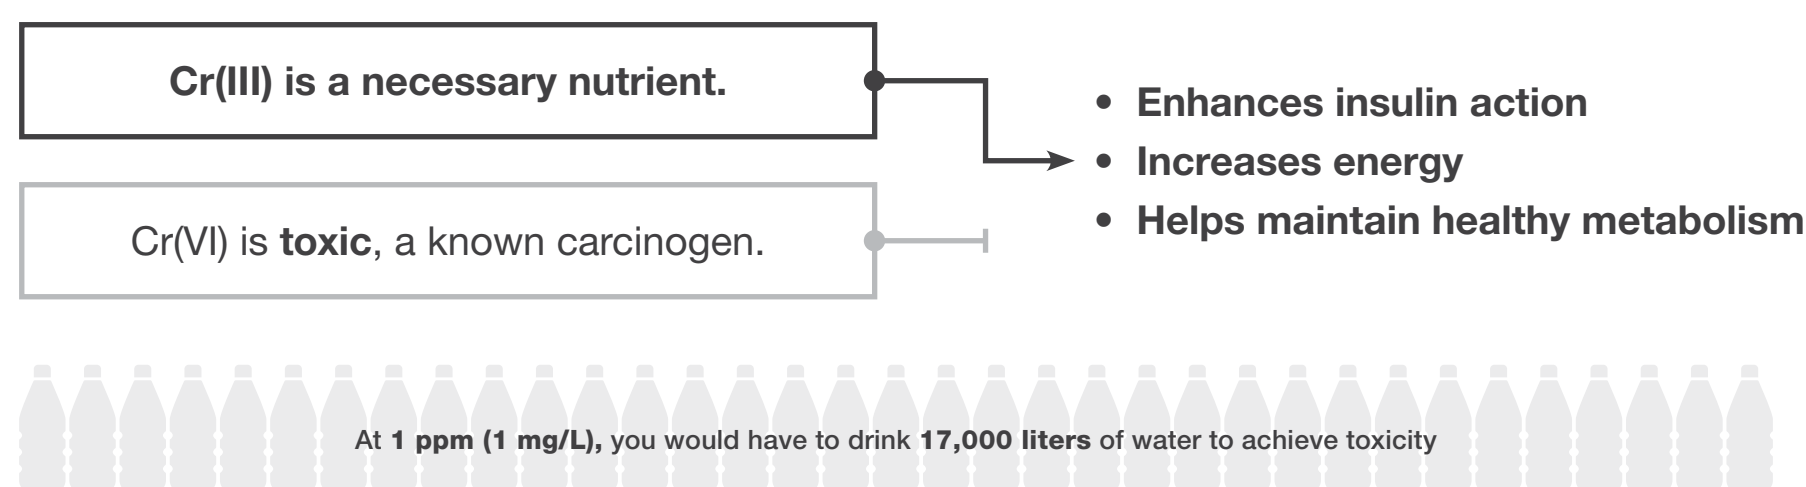 Cr(III) is a necessary nutrient.
Cr(VI) is toxic, a known carcinogen.
• Enhances insulin action
• Increases energy
• Helps maintain healthy metabolism
At 1 ppm (1 mg/L), you would have to drink 17,000 liters of water to achieve toxicity